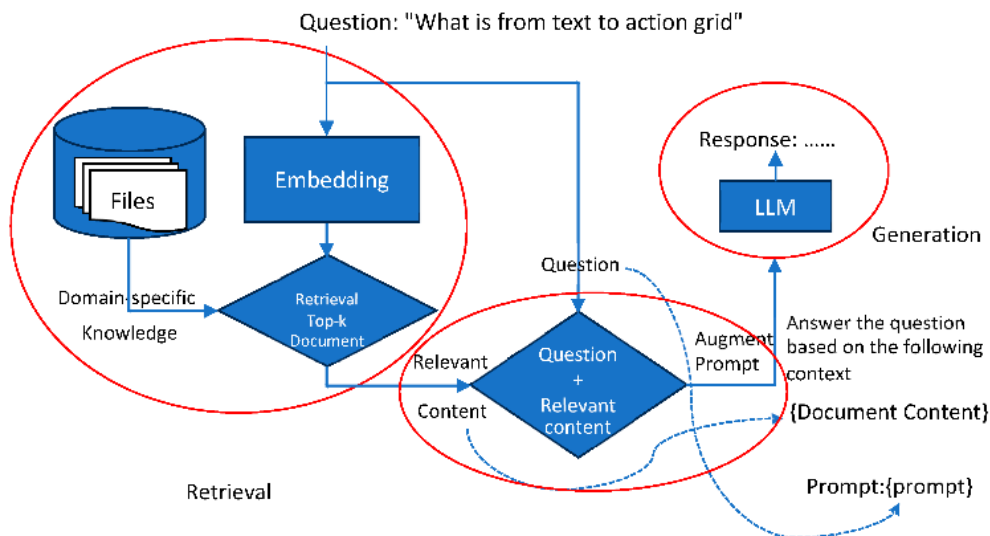 Question: "What is from text to action grid"
Files
Embedding
Domain-specific
Knowledge
Retrieval
Top-k
Document
Relevant
Content
Question
Question
+
Relevant
content
Augment
Prompt
Response: ......
LLM
Generation
Answer the question
based on the following
context
{Document Content}
Prompt:{prompt}
Retrieval